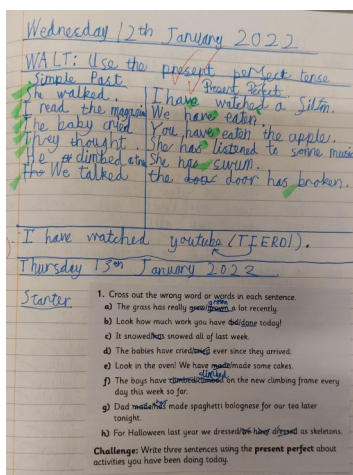 Wednesday 12th January 2022
WALT: Use the present perfect tense
Simple Past
Present Perfect
She walked.
I have watched a film.
I read the magazin
We have eaten.
The baby cried
You have eaten the apple.
They thought.
She has listened to some music
He climbed a tree
She has swum.
We talked
the door has broken.
I have watched youtube (TIERD!).
Thursday 13th January 2022
Starter
1. Cross out the wrong word or words in each sentence.
grown
a) The grass has really grew/grown a lot recently.
b) Look how much work you have did/done today!
c) It snowed/has snowed all of last week.
d) The babies have cried/cries ever since they arrived.
e) Look in the oven! We have made/made some cakes.
climbed
f) The boys have climbed/climbed on the new climbing frame every
day this week so far.
g) Dad made/has made spaghetti bolognese for our tea later
tonight.
h) For Halloween last year we dressed/have dressed as skeletons.
Challenge: Write three sentences using the present perfect about
activities you have been doing today.